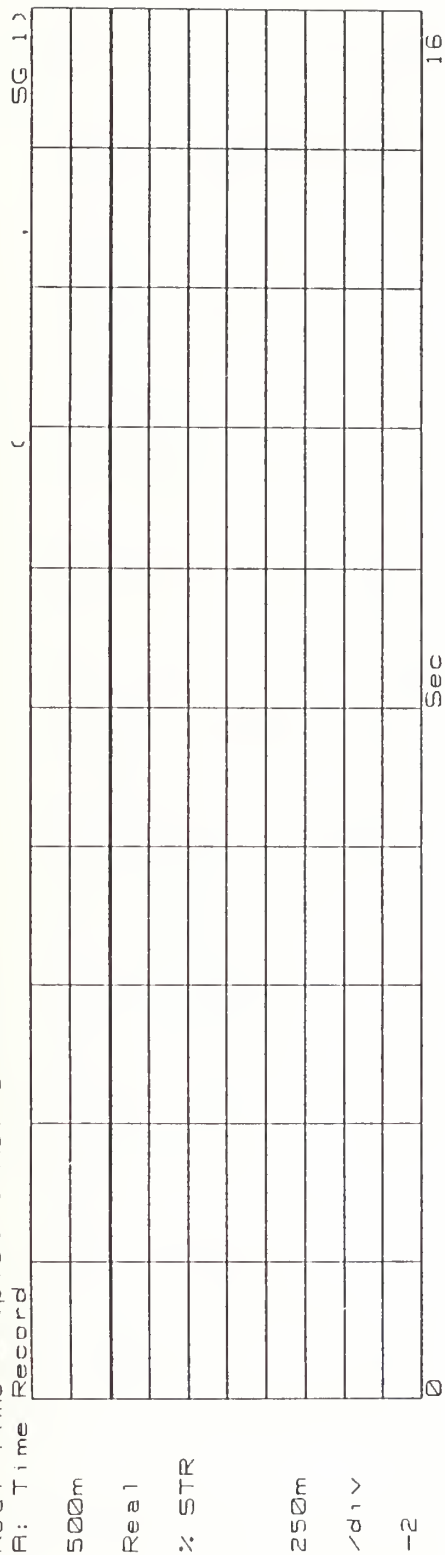 A: Time Record ( , SG 1)
500m
Real
% STR
250m
/div
-2
0 Sec 16